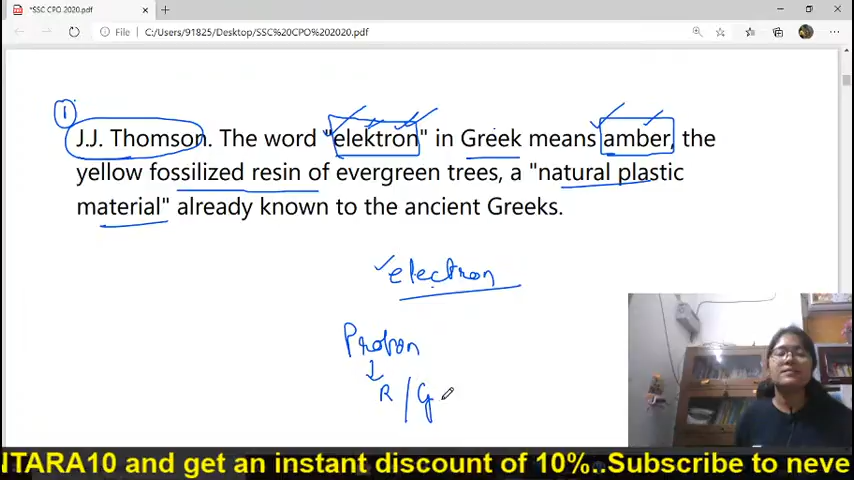 *SSC CPO 2020.pdf
File C:/Users/91825/Desktop/SSC%20CPO%202020.pdf
1
J.J. Thomson. The word "elektron" in Greek means amber, the
yellow fossilized resin of evergreen trees, a "natural plastic
material" already known to the ancient Greeks.
electron
Proton
R / G
NTARA10 and get an instant discount of 10%..Subscribe to neve